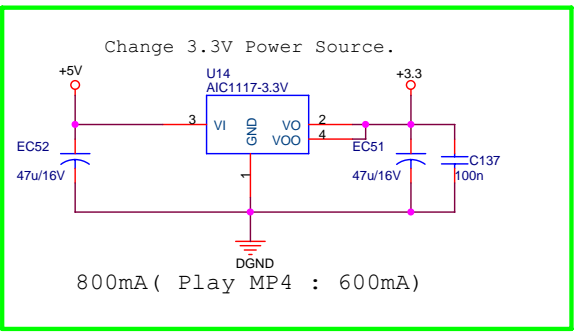 Change 3.3V Power Source.
+5V
U14
AIC1117-3.3V
+3.3
3
VI
GND
VO
2
VOO
4
1
EC52
47u/16V
EC51
47u/16V
C137
100n
DGND
800mA( Play MP4 : 600mA)